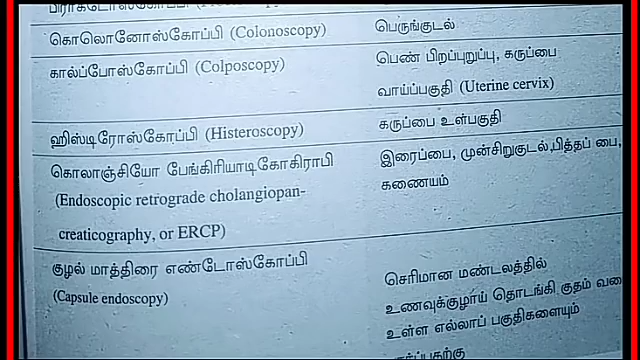 கொலொனோஸ்கோப்பி (Colonoscopy) பெருங்குடல்
கால்ப்போஸ்கோப்பி (Colposcopy) பெண் பிறப்புறுப்பு, கருப்பை
வாய்ப்பகுதி (Uterine cervix)
ஹிஸ்டிரோஸ்கோப்பி (Histeroscopy) கருப்பை உள்பகுதி
கொலாஞ்சியோ பேங்கிரியாடிகோகிராபி இரைப்பை, முன்சிறுகுடல்,பித்தப் பை,
(Endoscopic retrograde cholangiopan- கணையம்
creaticography, or ERCP)
குழல் மாத்திரை எண்டோஸ்கோப்பி
(Capsule endoscopy) செரிமான மண்டலத்தில்
உணவுக்குழாய் தொடங்கி குதம் வரை
உள்ள எல்லாப் பகுதிகளையும்